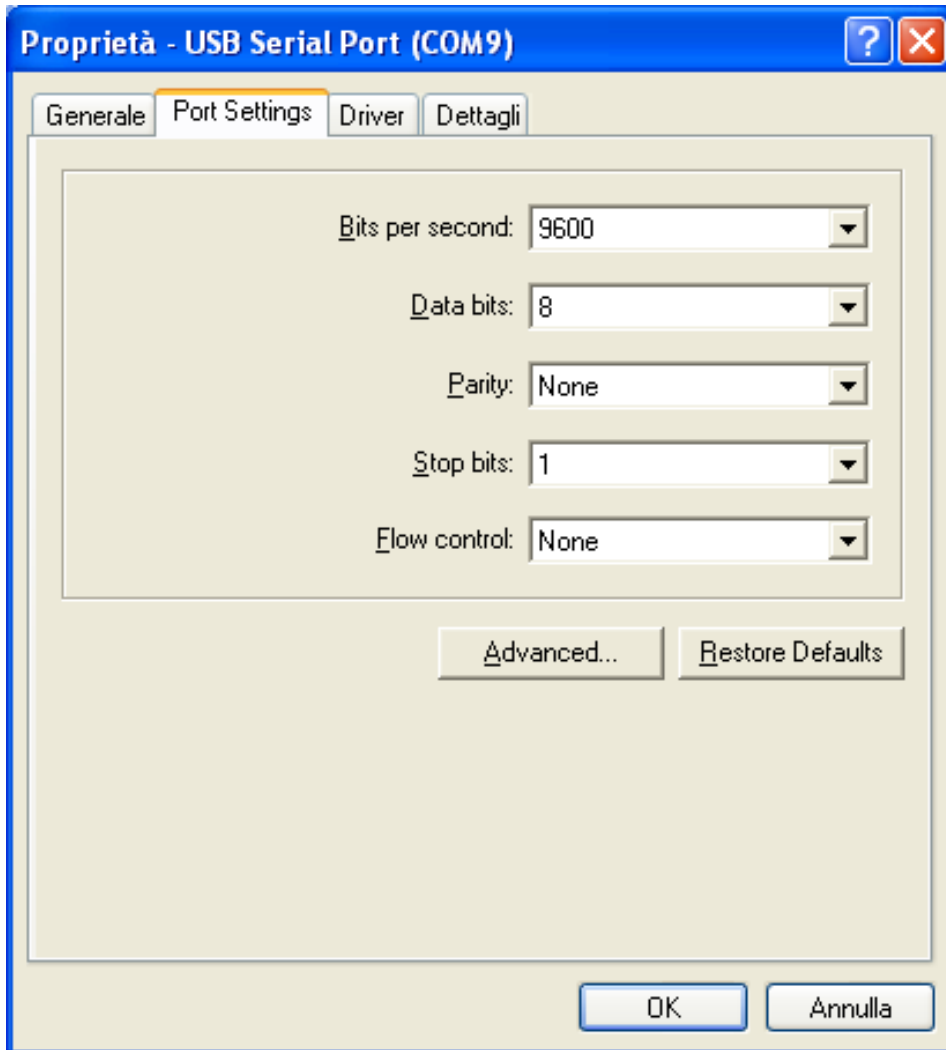 Proprietà - USB Serial Port (COM9)
Generale Port Settings Driver Dettagli
Bits per second: 9600
Data bits: 8
Parity: None
Stop bits: 1
Flow control: None
Advanced... Restore Defaults
OK Annulla